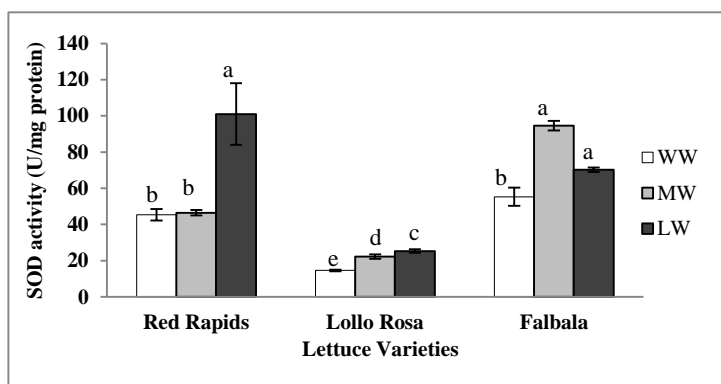 SOD activity (U/mg protein)
140
120
100
80
60
40
20
0
b
b
a
e
d
c
b
a
a
WW
MW
LW
Red Rapids
Lollo Rosa
Falbala
Lettuce Varieties